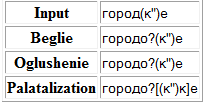 Input город(к")е
Beglie городо?(к")е
Oglushenie городо?(к")е
Palatalization городо?[(к")к]е